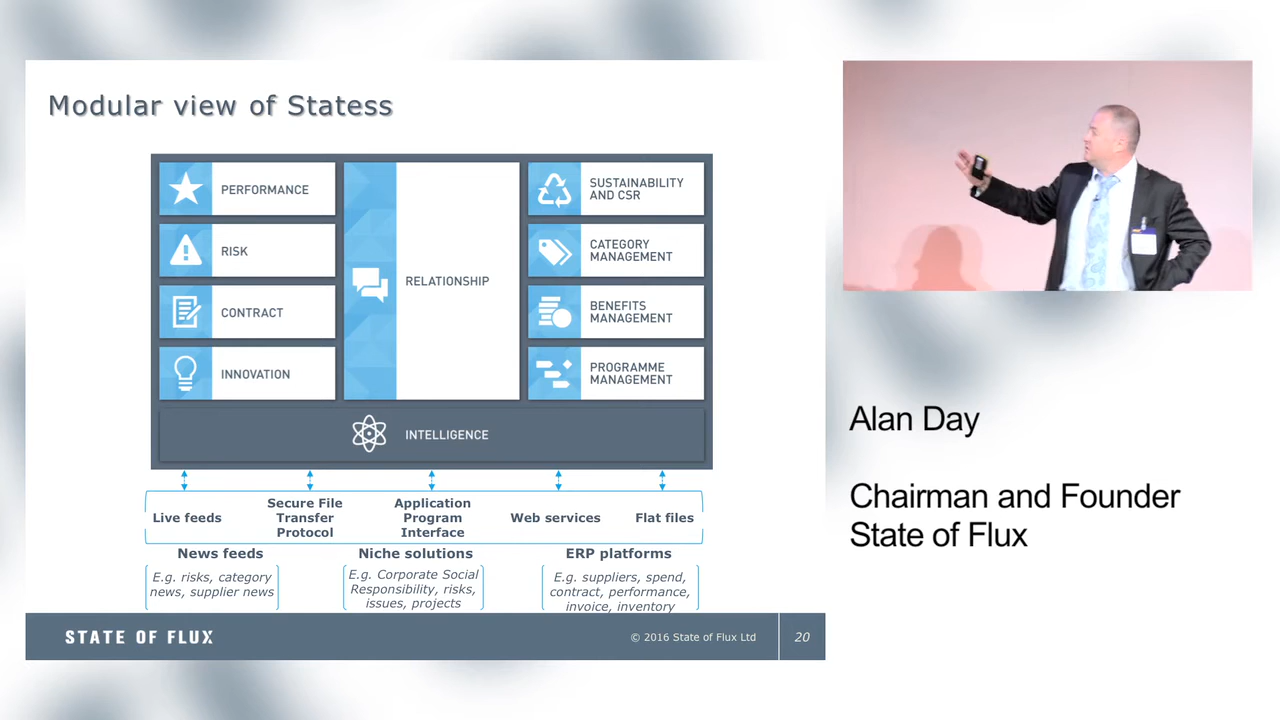 Modular view of Statess
PERFORMANCE
RISK
CONTRACT
INNOVATION
RELATIONSHIP
SUSTAINABILITY
AND CSR
CATEGORY
MANAGEMENT
BENEFITS
MANAGEMENT
PROGRAMME
MANAGEMENT
INTELLIGENCE
Live feeds
Secure File
Transfer
Protocol
Application
Program
Interface
Web services
Flat files
News feeds
E.g. risks, category
news, supplier news
Niche solutions
E.g. Corporate Social
Responsibility, risks,
issues, projects
ERP platforms
E.g. suppliers, spend,
contract, performance,
invoice, inventory
STATE OF FLUX
© 2016 State of Flux Ltd
20
Alan Day
Chairman and Founder
State of Flux